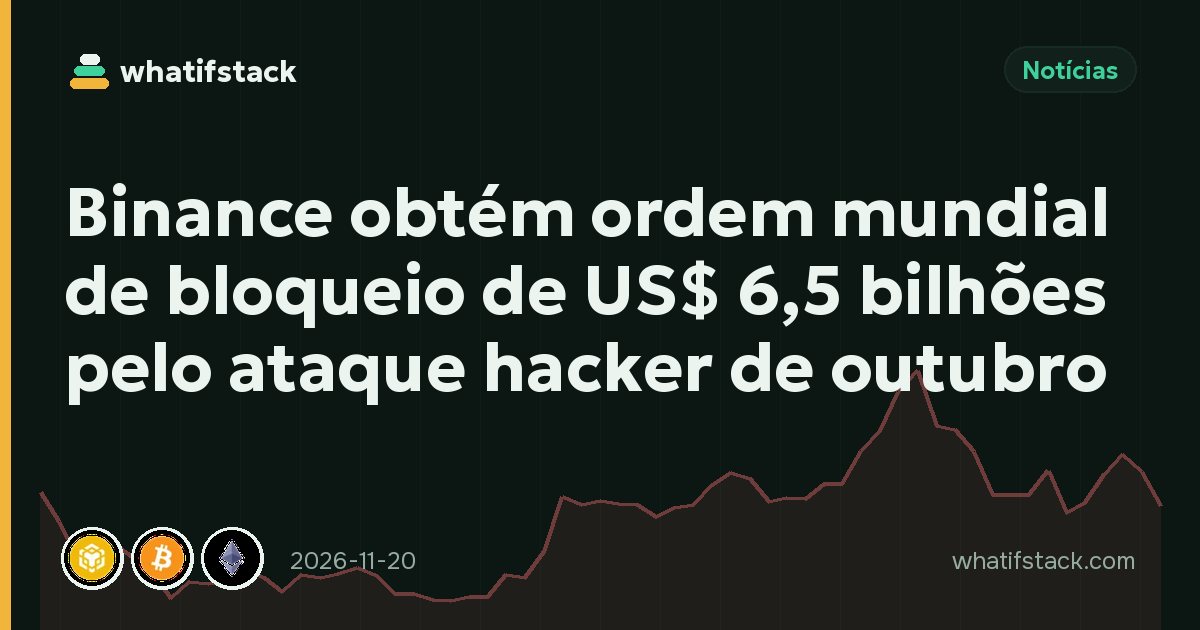 whatifstack
Notícias
Binance obtém ordem mundial
de bloqueio de US$ 6,5 bilhões
pelo ataque hacker de outubro
2026-11-20
whatifstack.com